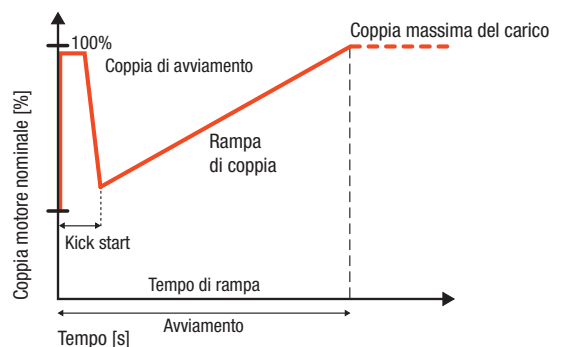 Coppia massima del carico
100%
Coppia di avviamento
Coppia motore nominale [%]
Rampa
di coppia
Kick start
Tempo di rampa
Avviamento
Tempo [s]